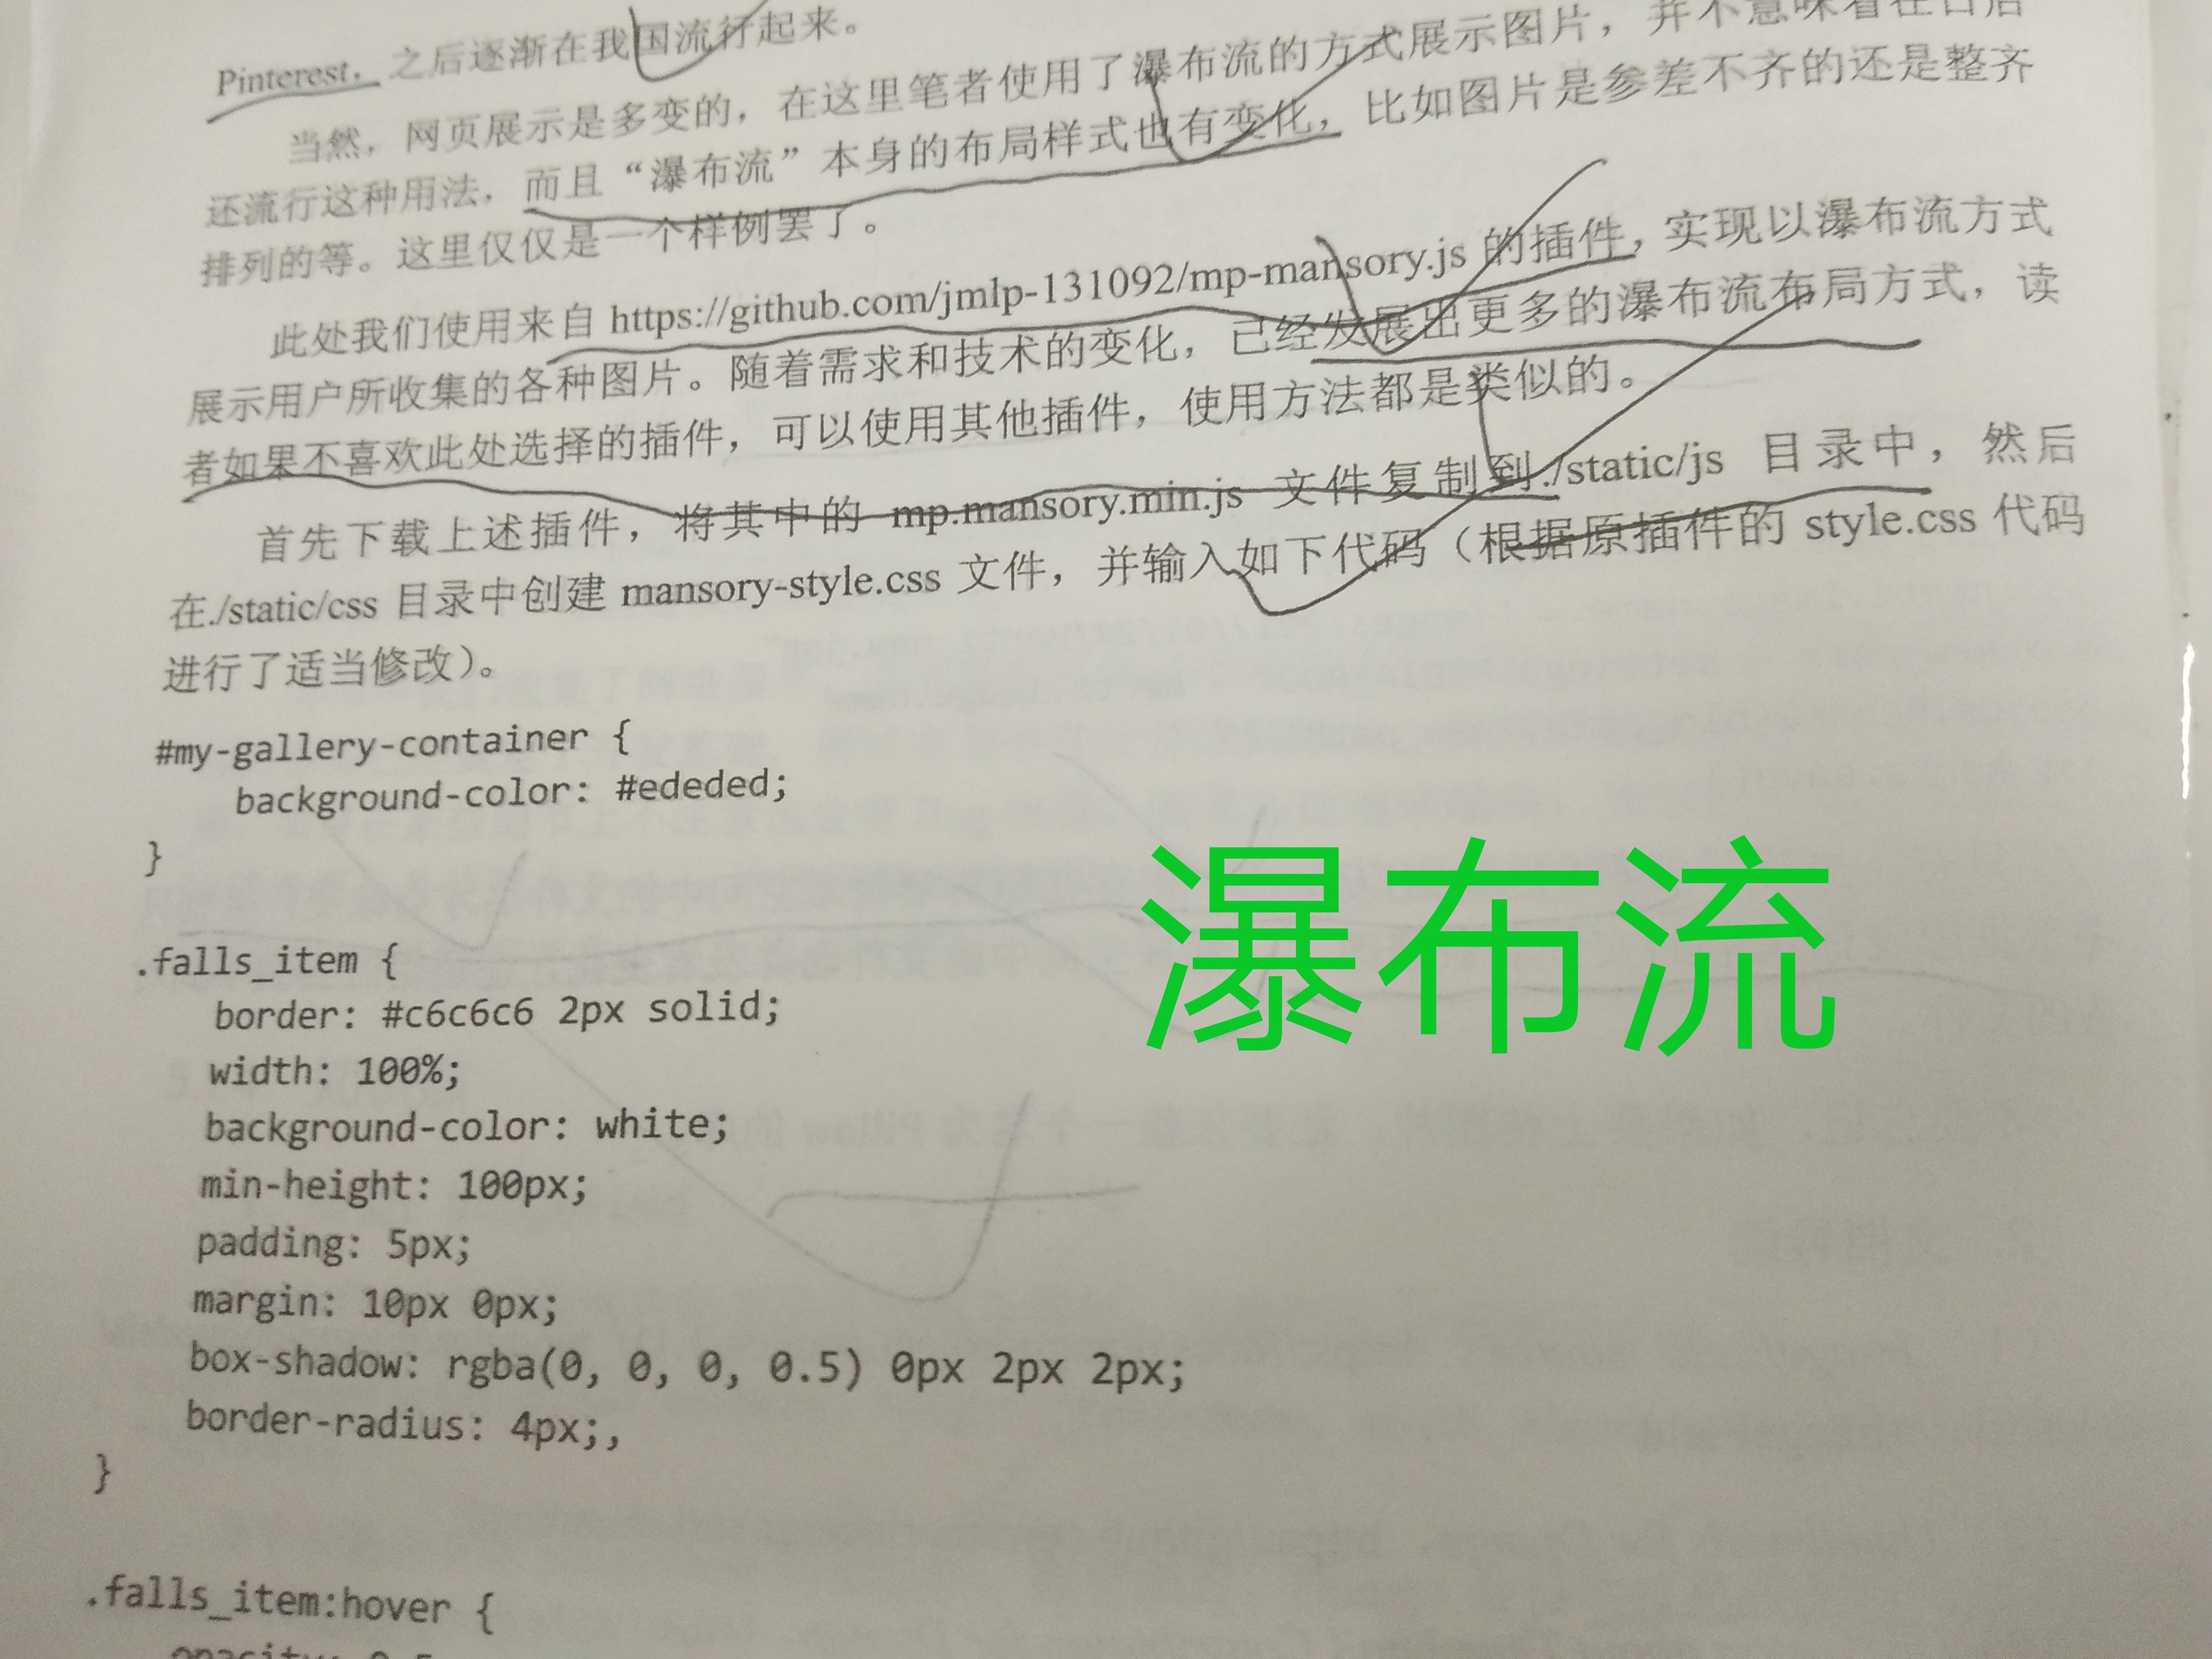 Pinterest，之后逐渐在我国流行起来。
当然，网页展示是多变的，在这里笔者使用了瀑布流的方式展示图片，并不意味着在日后
还流行这种用法，而且“瀑布流”本身的布局样式也有变化，比如图片是参差不齐的还是整齐
排列的等。这里仅仅是一个样例罢了。
此处我们使用来自 https://github.com/jmlp-131092/mp-mansory.js 的插件，实现以瀑布流方式
展示用户所收集的各种图片。随着需求和技术的变化，已经发展出更多的瀑布流布局方式，读
者如果不喜欢此处选择的插件，可以使用其他插件，使用方法都是类似的。
首先下载上述插件，将其中的 mp.mansory.min.js 文件复制到./static/js 目录中，然后
在./static/css 目录中创建 mansory-style.css 文件，并输入如下代码（根据原插件的 style.css 代码
进行了适当修改）。
#my-gallery-container {
background-color: #ededed;
}
.falls_item {
border: #c6c6c6 2px solid;
width: 100%;
background-color: white;
min-height: 100px;
padding: 5px;
margin: 10px 0px;
box-shadow: rgba(0, 0, 0, 0.5) 0px 2px 2px;
border-radius: 4px;,
}
.falls_item:hover {
瀑布流